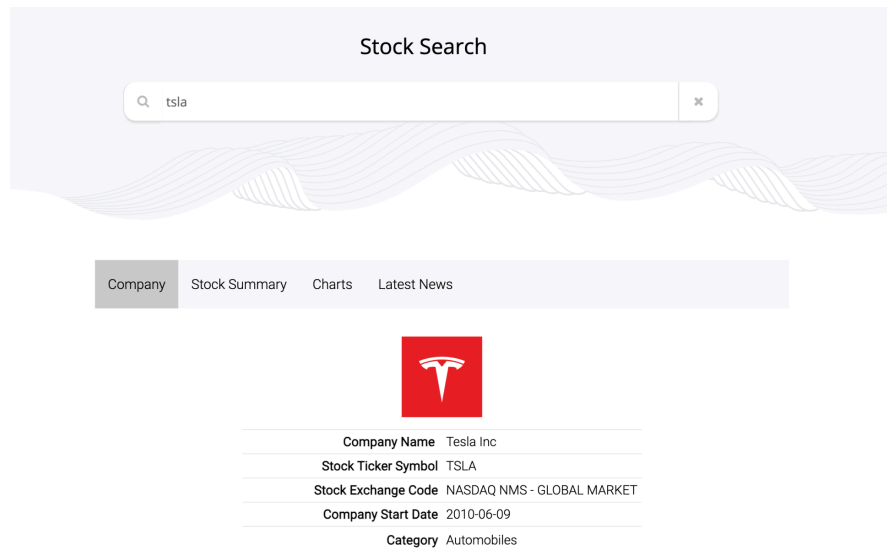 Stock Search
tsla
Company Stock Summary Charts Latest News
Company Name Tesla Inc
Stock Ticker Symbol TSLA
Stock Exchange Code NASDAQ NMS - GLOBAL MARKET
Company Start Date 2010-06-09
Category Automobiles